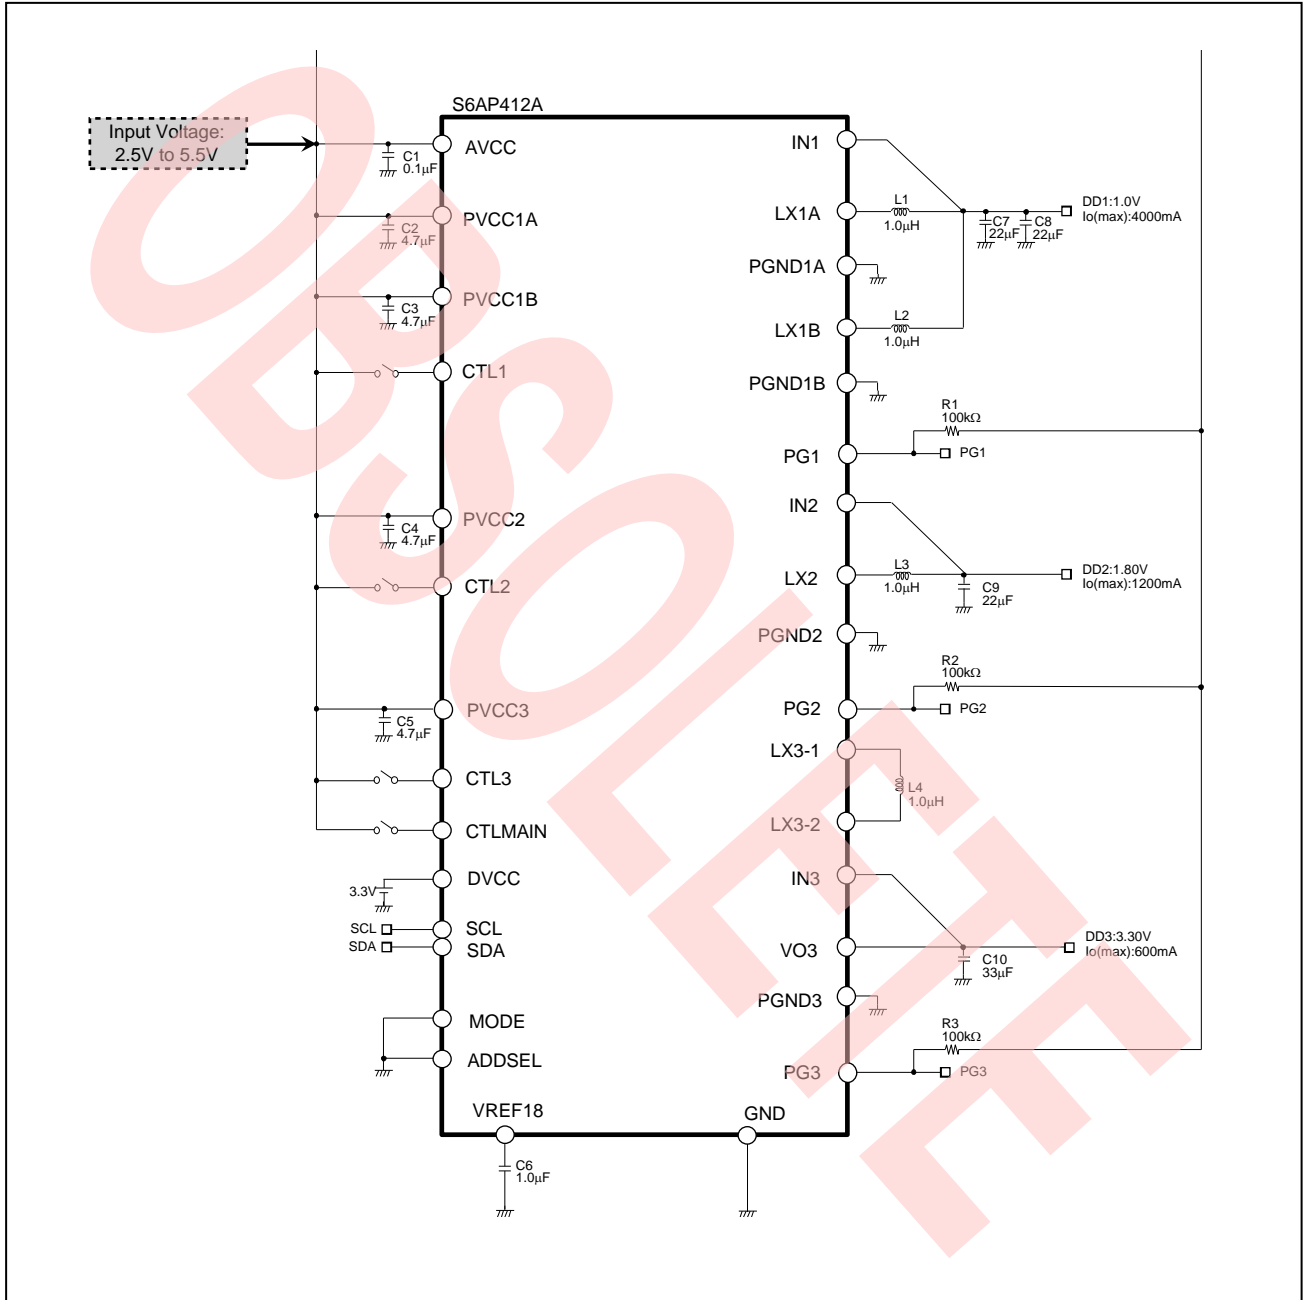 S6AP412A
Input Voltage:
2.5V to 5.5V
AVCC
C1
0.1µF
PVCC1A
C2
4.7µF
PVCC1B
C3
4.7µF
CTL1
PVCC2
C4
4.7µF
CTL2
PVCC3
C5
4.7µF
CTL3
CTLMAIN
DVCC
3.3V
SCL
SCL
SDA
SDA
MODE
ADDSEL
VREF18
C6
1.0µF
GND
IN1
LX1A
L1
1.0µH
C7
22µF
C8
22µF
DD1:1.0V
Io(max):4000mA
PGND1A
LX1B
L2
1.0µH
PGND1B
R1
100kΩ
PG1
PG1
IN2
LX2
L3
1.0µH
C9
22µF
DD2:1.80V
Io(max):1200mA
PGND2
R2
100kΩ
PG2
PG2
LX3-1
L4
1.0µH
LX3-2
IN3
VO3
C10
33µF
DD3:3.30V
Io(max):600mA
PGND3
R3
100kΩ
PG3
PG3
OBSOLETE